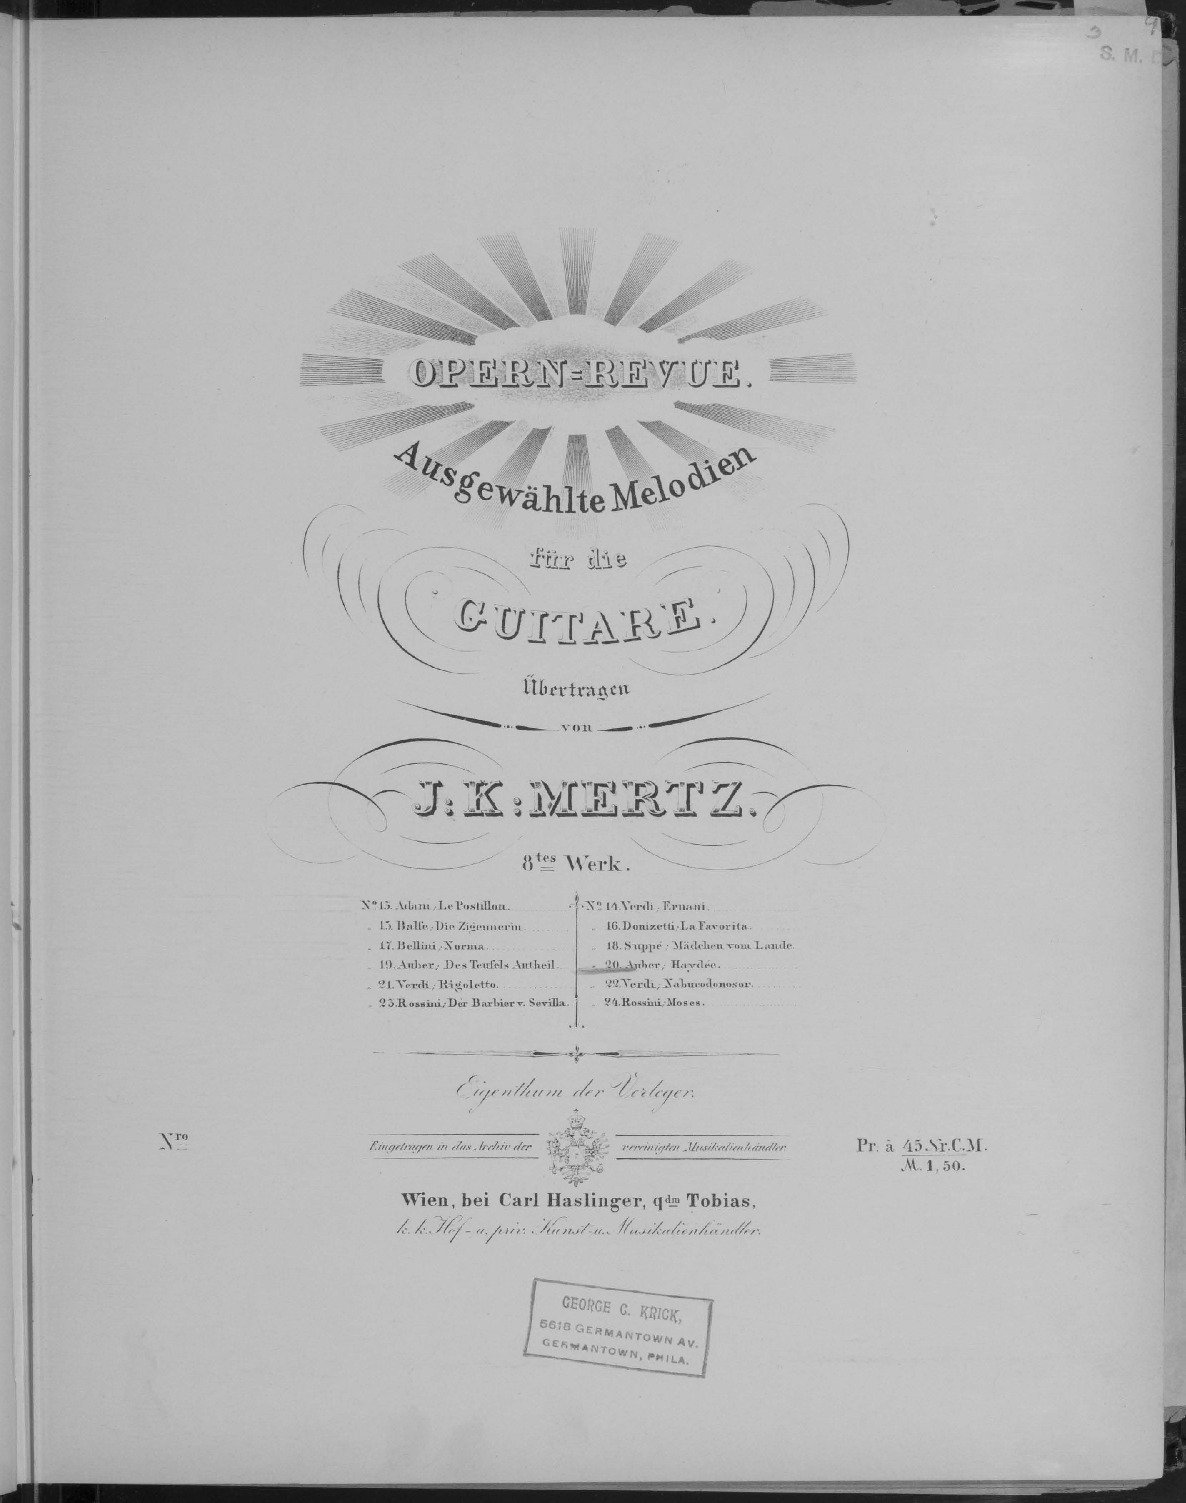 3 9
S. M.
OPERN=REVUE.
Ausgewählte Melodien
für die
GUITARE.
Übertragen
von
J: K: MERTZ.
8tes Werk.
No 13. Adam, Le Postillon.
„ 15. Balfe, Die Zigeunerin
„ 17. Bellini, Norma
„ 19. Auber, Des Teufels Antheil
„ 21. Verdi, Rigoletto.
„ 23. Rossini, Der Barbier v. Sevilla.
No 14 Verdi, Ernani.
„ 16. Donizetti, La Favorita.
„ 18. Suppé, Mädchen vom Lande.
„ 20. Auber, Haydée.
„ 22. Verdi, Nabucodonosor.
„ 24. Rossini, Moses.
Eigenthum der Verleger.
Eingetragen in das Archiv der vereinigten Musikalienhändler
Nro
Pr. à 45.Xr.C.M.
M. 1,50.
Wien, bei Carl Haslinger, qdm Tobias,
k. k. Hof- u. priv. Kunst- u. Musikalienhändler.
GEORGE C. KRICK,
5618 GERMANTOWN AV.
GERMANTOWN, PHILA.